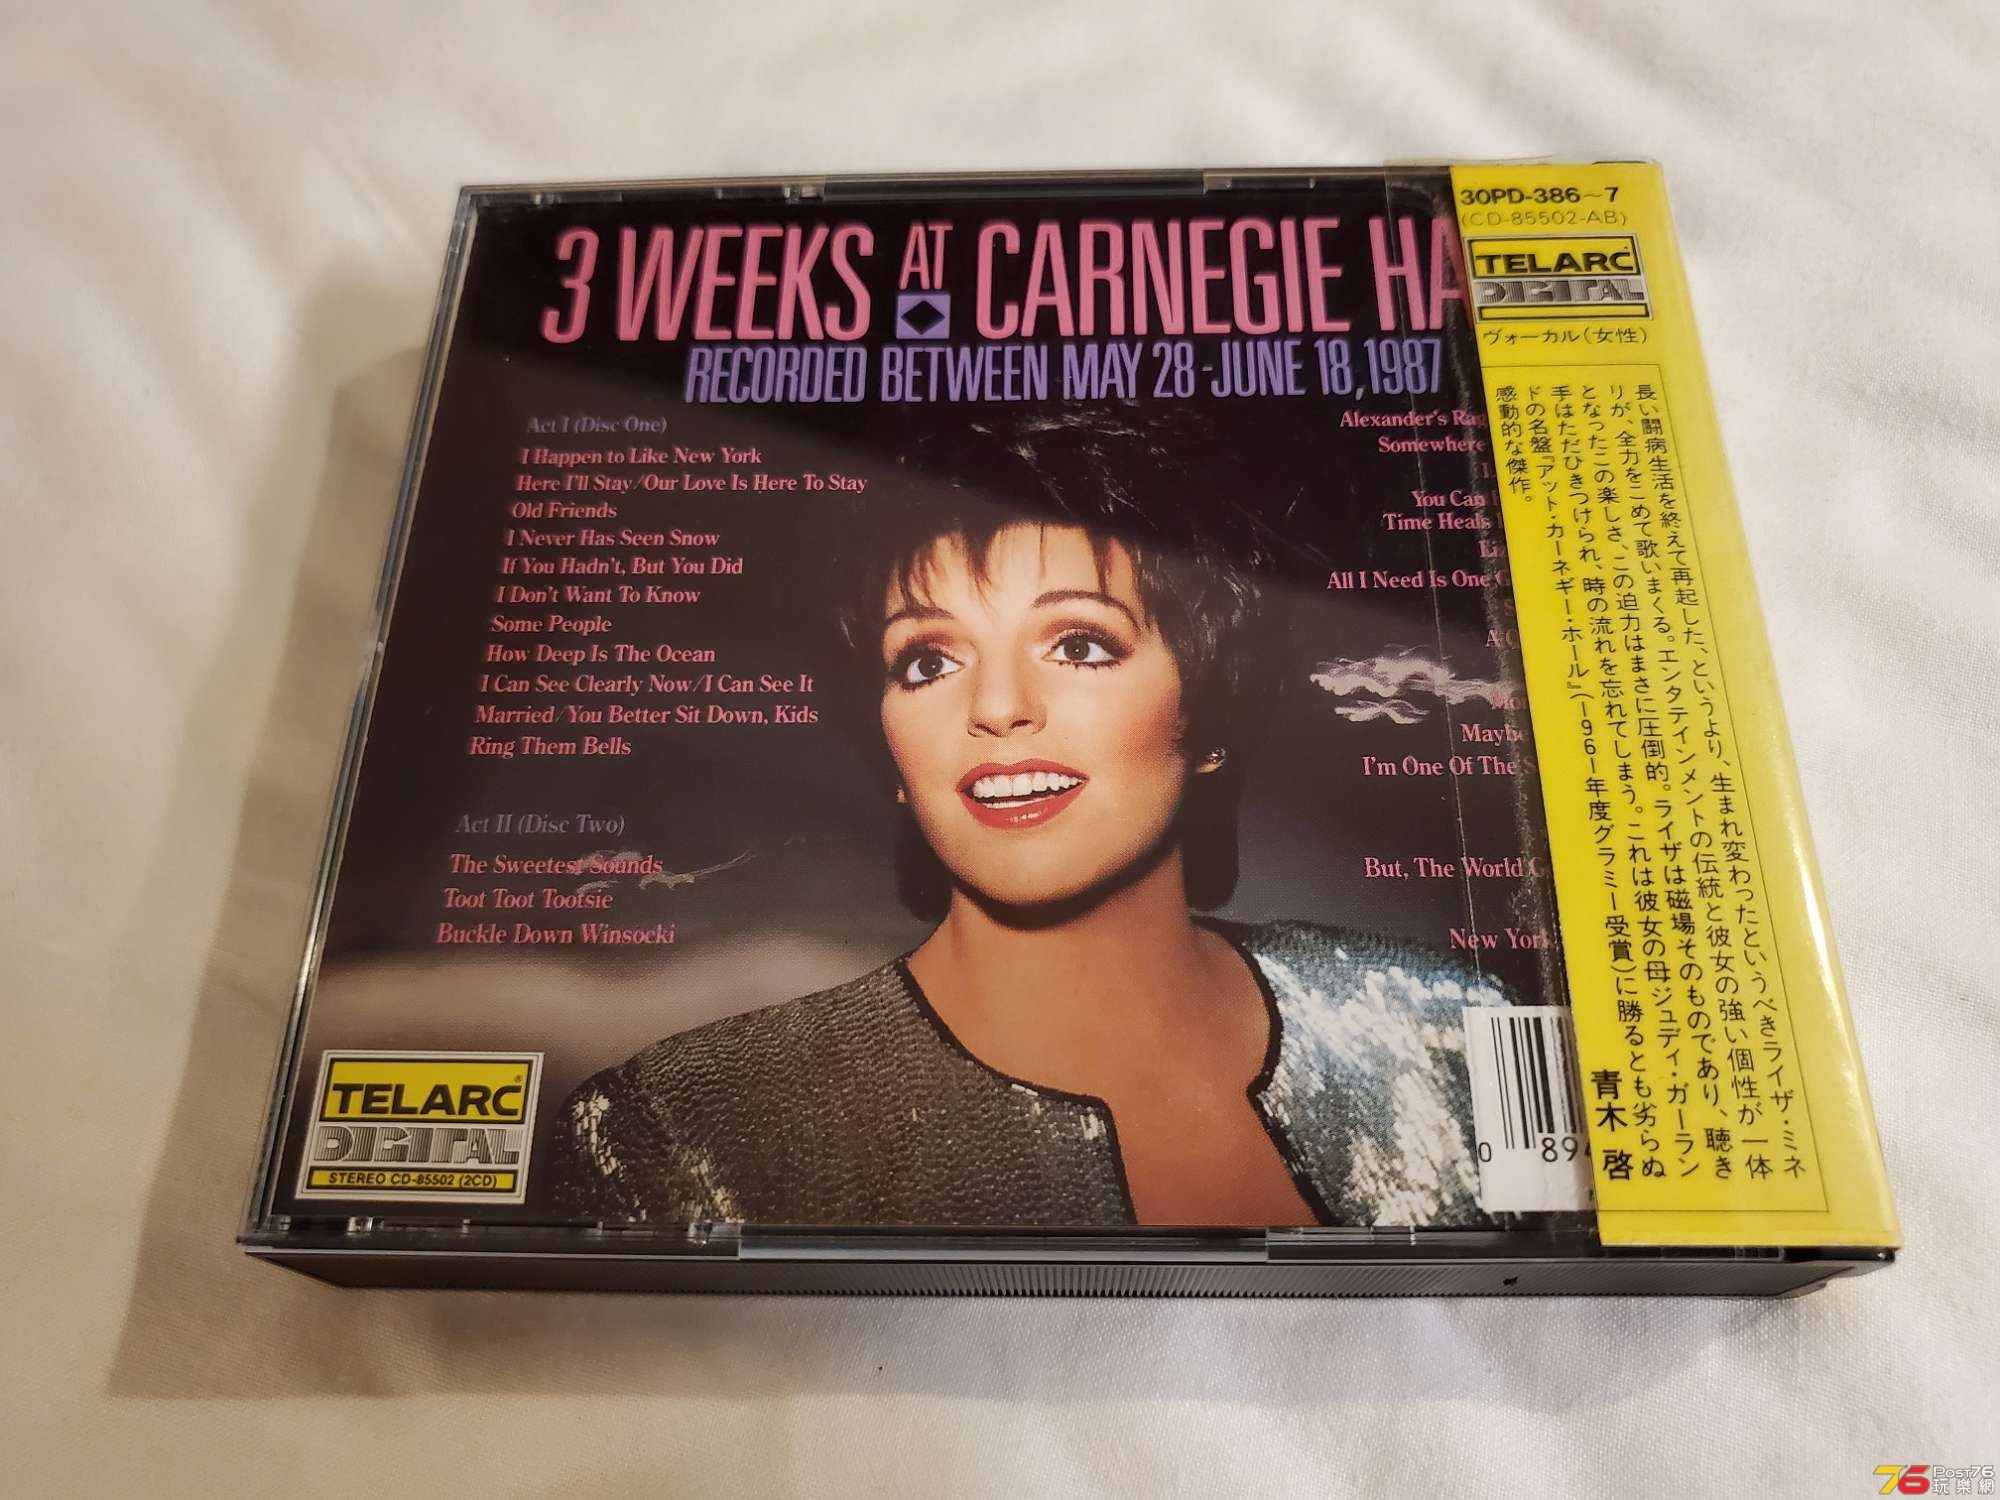 3 WEEKS AT CARNEGIE HA
RECORDED BETWEEN MAY 28-JUNE 18, 1987
Act I (Disc One)
I Happen to Like New York
Here I'll Stay/Our Love Is Here To Stay
Old Friends
I Never Has Seen Snow
If You Hadn't, But You Did
I Don't Want To Know
Some People
How Deep Is The Ocean
I Can See Clearly Now/I Can See It
Married/You Better Sit Down, Kids
Ring Them Bells
Act II (Disc Two)
The Sweetest Sounds
Toot Toot Tootsie
Buckle Down Winsocki
Alexander's Rag
Somewhere
You Can
Time Heals
Liz
All I Need Is One
Mor
Maybe
I'm One Of The S
But, The World G
New York
TELARC®
DIGITAL
STEREO CD-85502 (2CD)
0 894
30PD-386~7
(CD-85502-AB)
TELARC
DIGITAL
ヴォーカル(女性)
長い闘病生活を終えて再起した、というより、生まれ変わったというべきライザ・ミネ
リが、全力をこめて歌いまくる。エンタテインメントの伝統と彼女の強い個性が一体
となったこの楽しさ、この迫力はまさに圧倒的。ライザは磁場そのものであり、聴き
手はただひきつけられ、時の流れを忘れてしまう。これは彼女の母ジュディ・ガーラン
ドの名盤『アット・カーネギー・ホール』(1961年度グラミー受賞)に勝るとも劣らぬ
感動的な傑作。
青木 啓
76 POST76
玩樂網